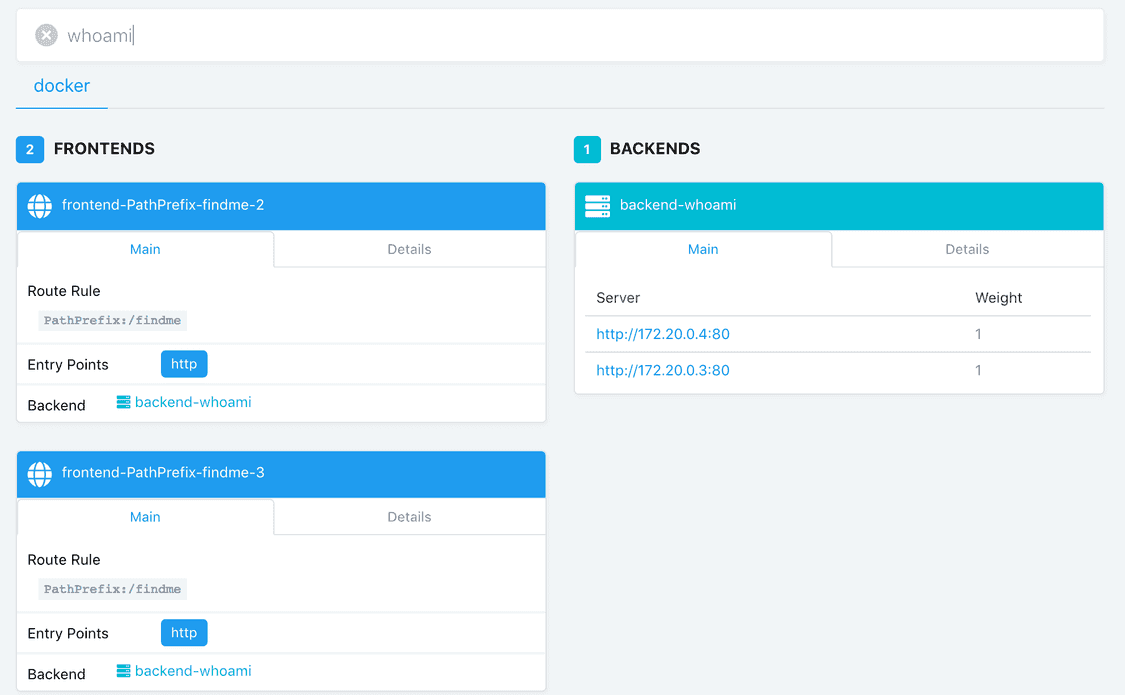 whoami
docker
2 FRONTENDS
frontend-PathPrefix-findme-2
Main Details
Route Rule
PathPrefix:/findme
Entry Points http
Backend backend-whoami
frontend-PathPrefix-findme-3
Main Details
Route Rule
PathPrefix:/findme
Entry Points http
Backend backend-whoami
1 BACKENDS
backend-whoami
Main Details
Server Weight
http://172.20.0.4:80 1
http://172.20.0.3:80 1